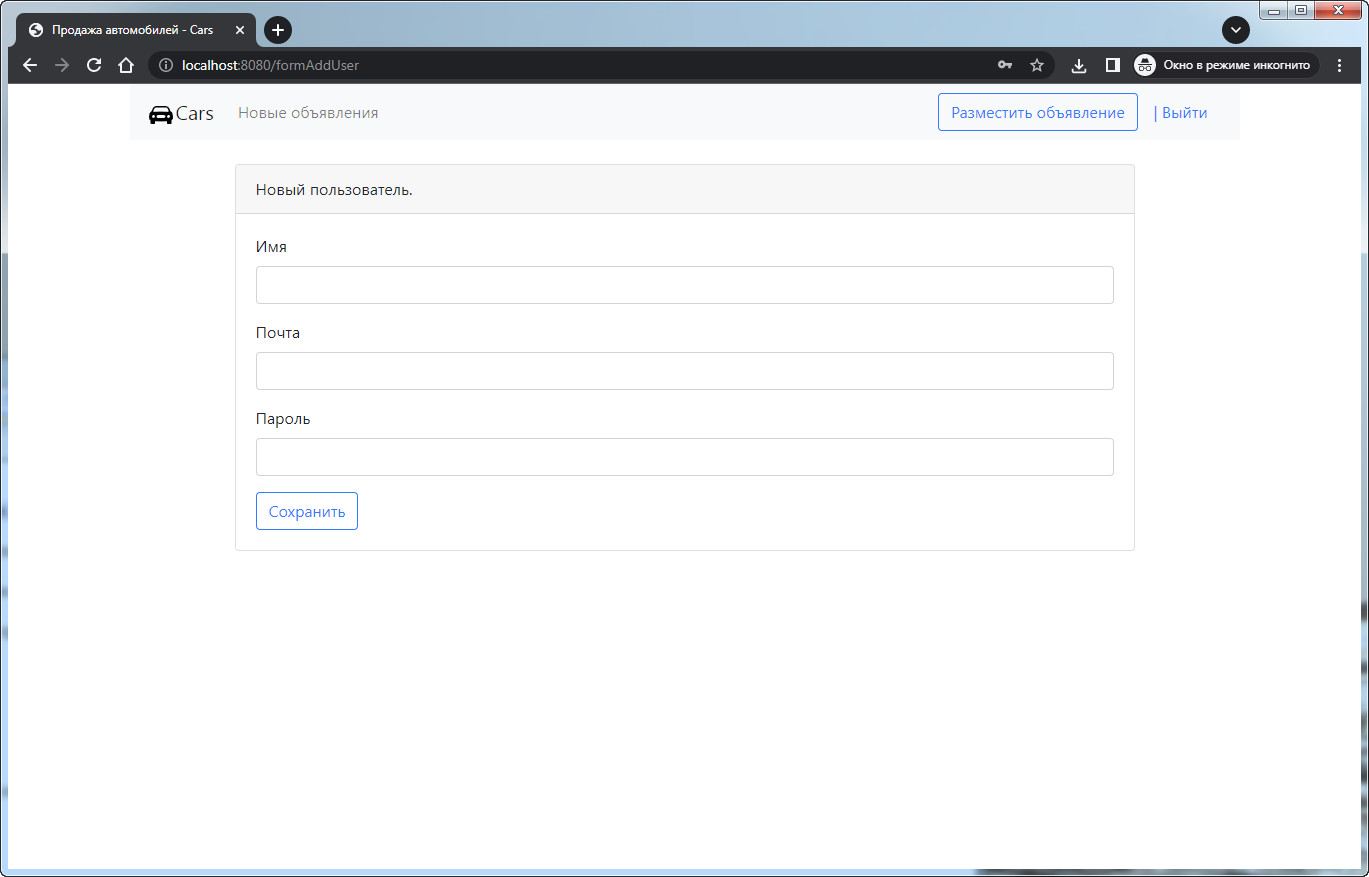 Продажа автомобилей - Cars
localhost:8080/formAddUser
Окно в режиме инкогнито
Cars Новые объявления Разместить объявление | Выйти
Новый пользователь.
Имя
Почта
Пароль
Сохранить